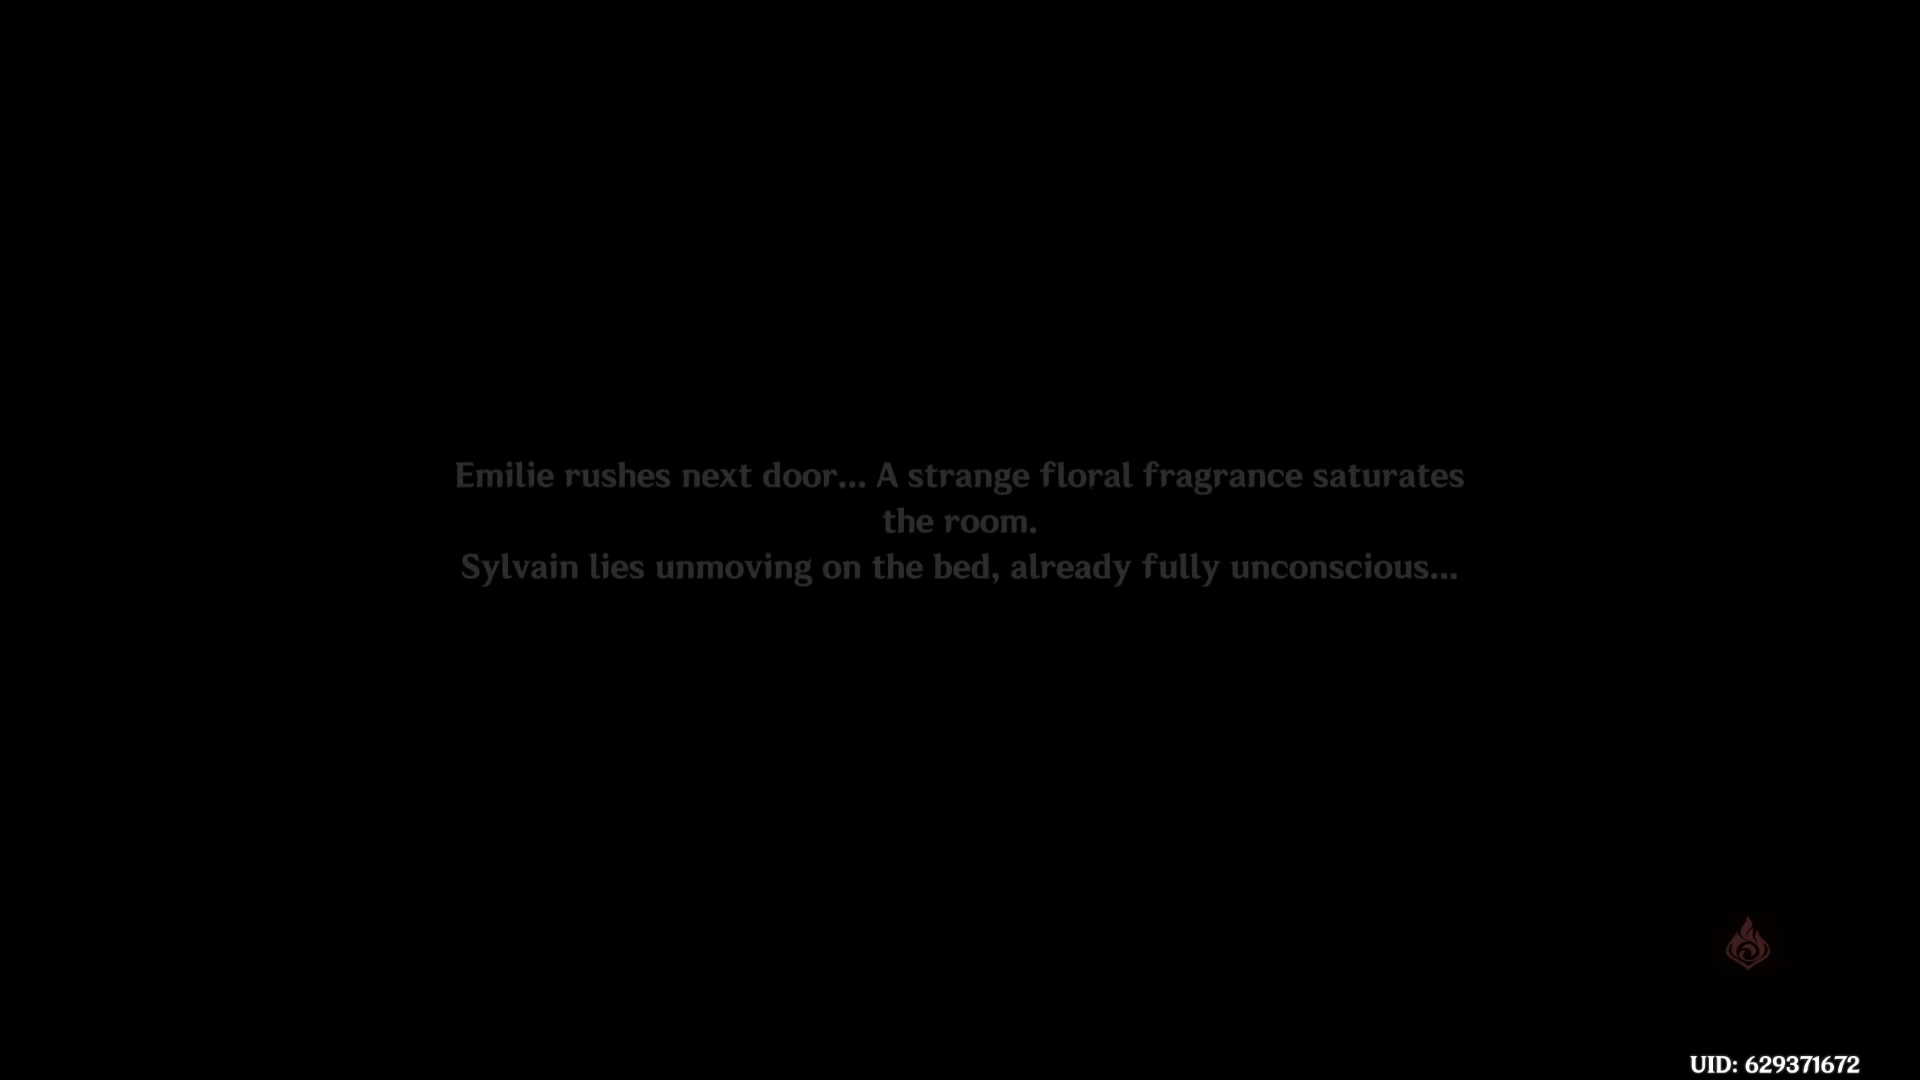 Emilie rushes next door... A strange floral fragrance saturates
the room.
Sylvain lies unmoving on the bed, already fully unconscious...
UID: 629371672